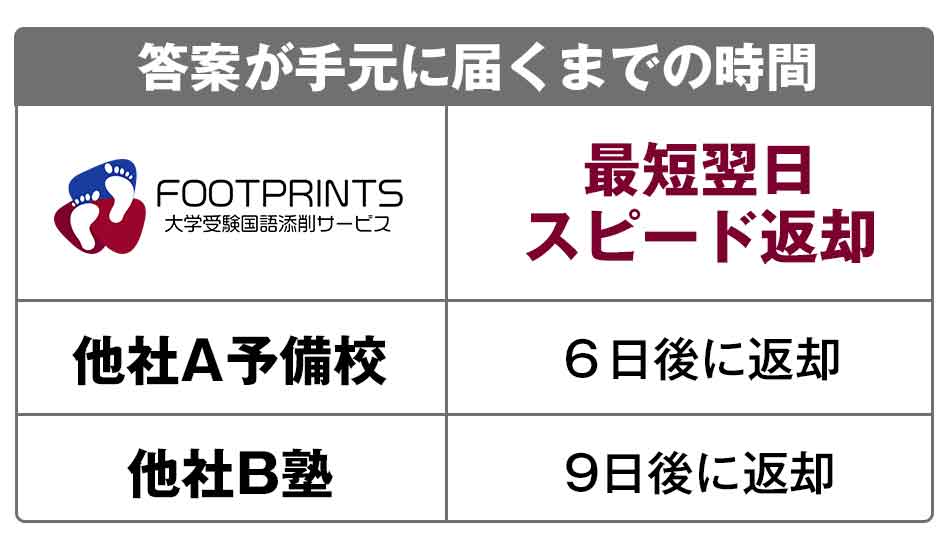 答案が手元に届くまでの時間
FOOTPRINTS
大学受験国語添削サービス
最短翌日
スピード返却
他社A予備校
６日後に返却
他社B塾
9日後に返却